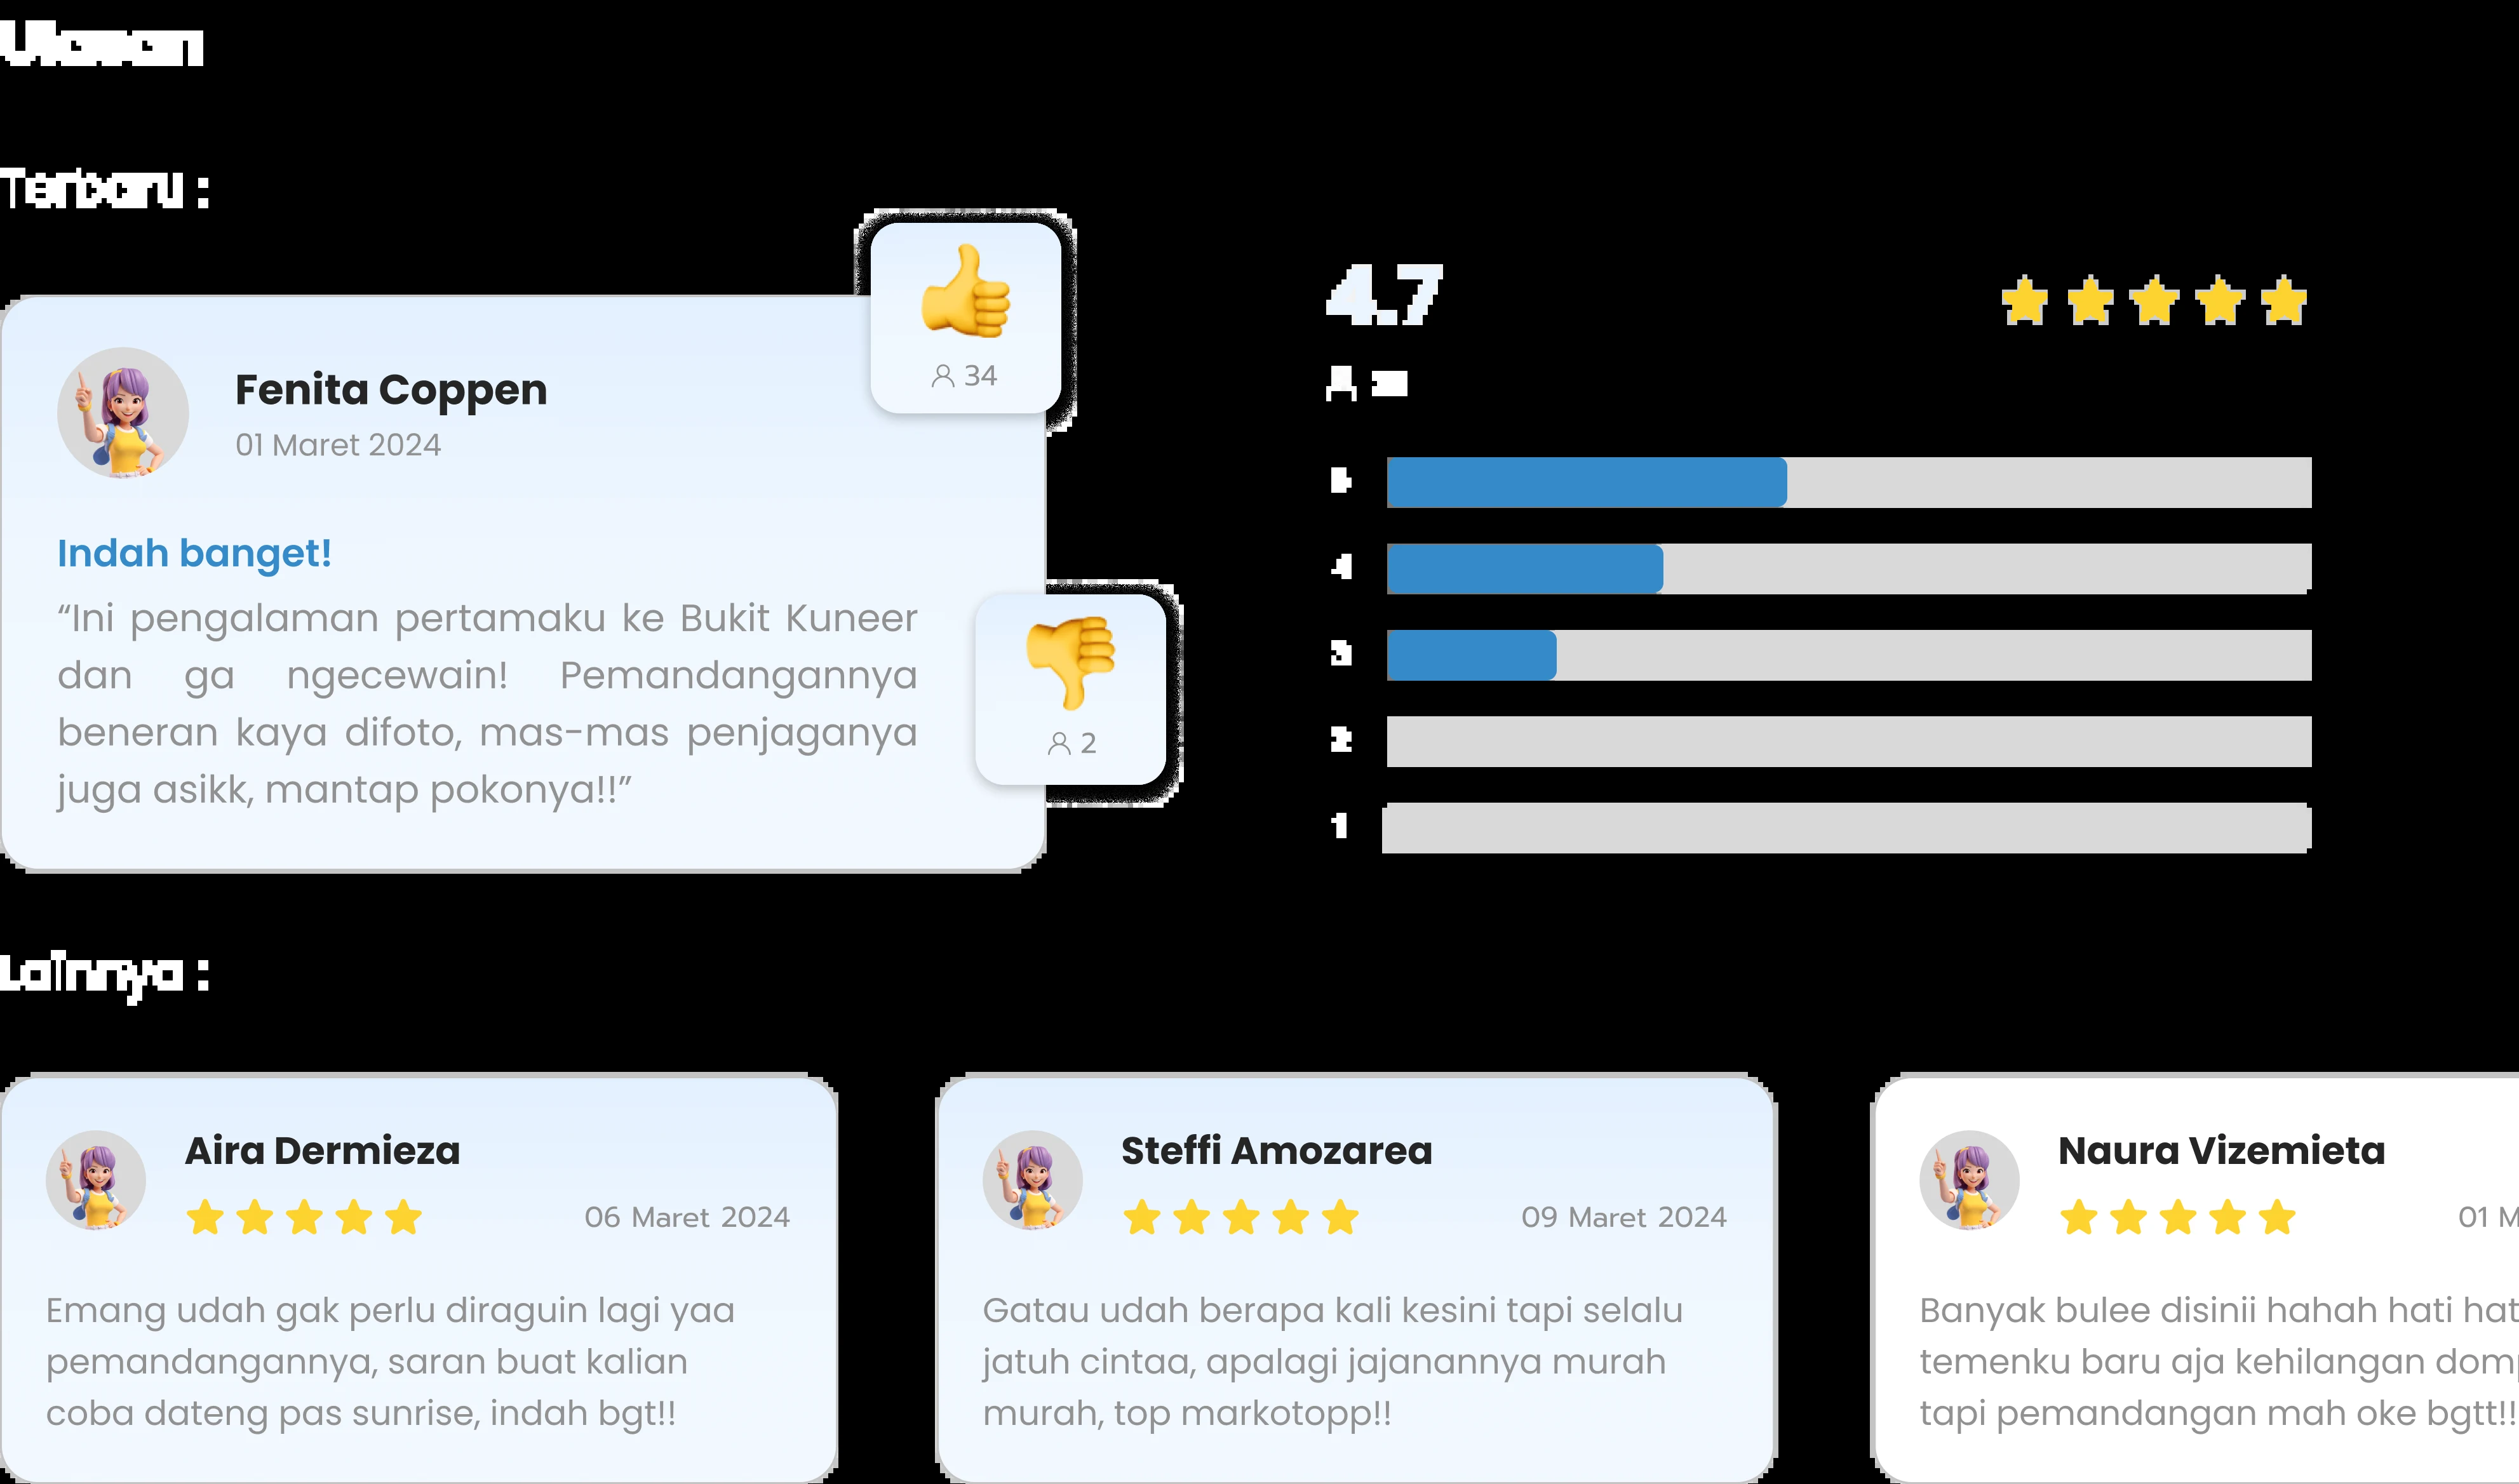 Ulasan
Terbaru :
34
Fenita Coppen
01 Maret 2024
Indah banget!
“Ini pengalaman pertamaku ke Bukit Kuneer
dan ga ngecewain! Pemandangannya
beneran kaya difoto, mas-mas penjaganya
juga asikk, mantap pokonya!!”
2
4.7
5
4
3
2
1
Lainnya :
Aira Dermieza
06 Maret 2024
Emang udah gak perlu diraguin lagi yaa
pemandangannya, saran buat kalian
coba dateng pas sunrise, indah bgt!!
Steffi Amozarea
09 Maret 2024
Gatau udah berapa kali kesini tapi selalu
jatuh cintaa, apalagi jajanannya murah
murah, top markotopp!!
Naura Vizemieta
01 M
Banyak bulee disinii hahah hati hat
temenku baru aja kehilangan domp
tapi pemandangan mah oke bgtt!!